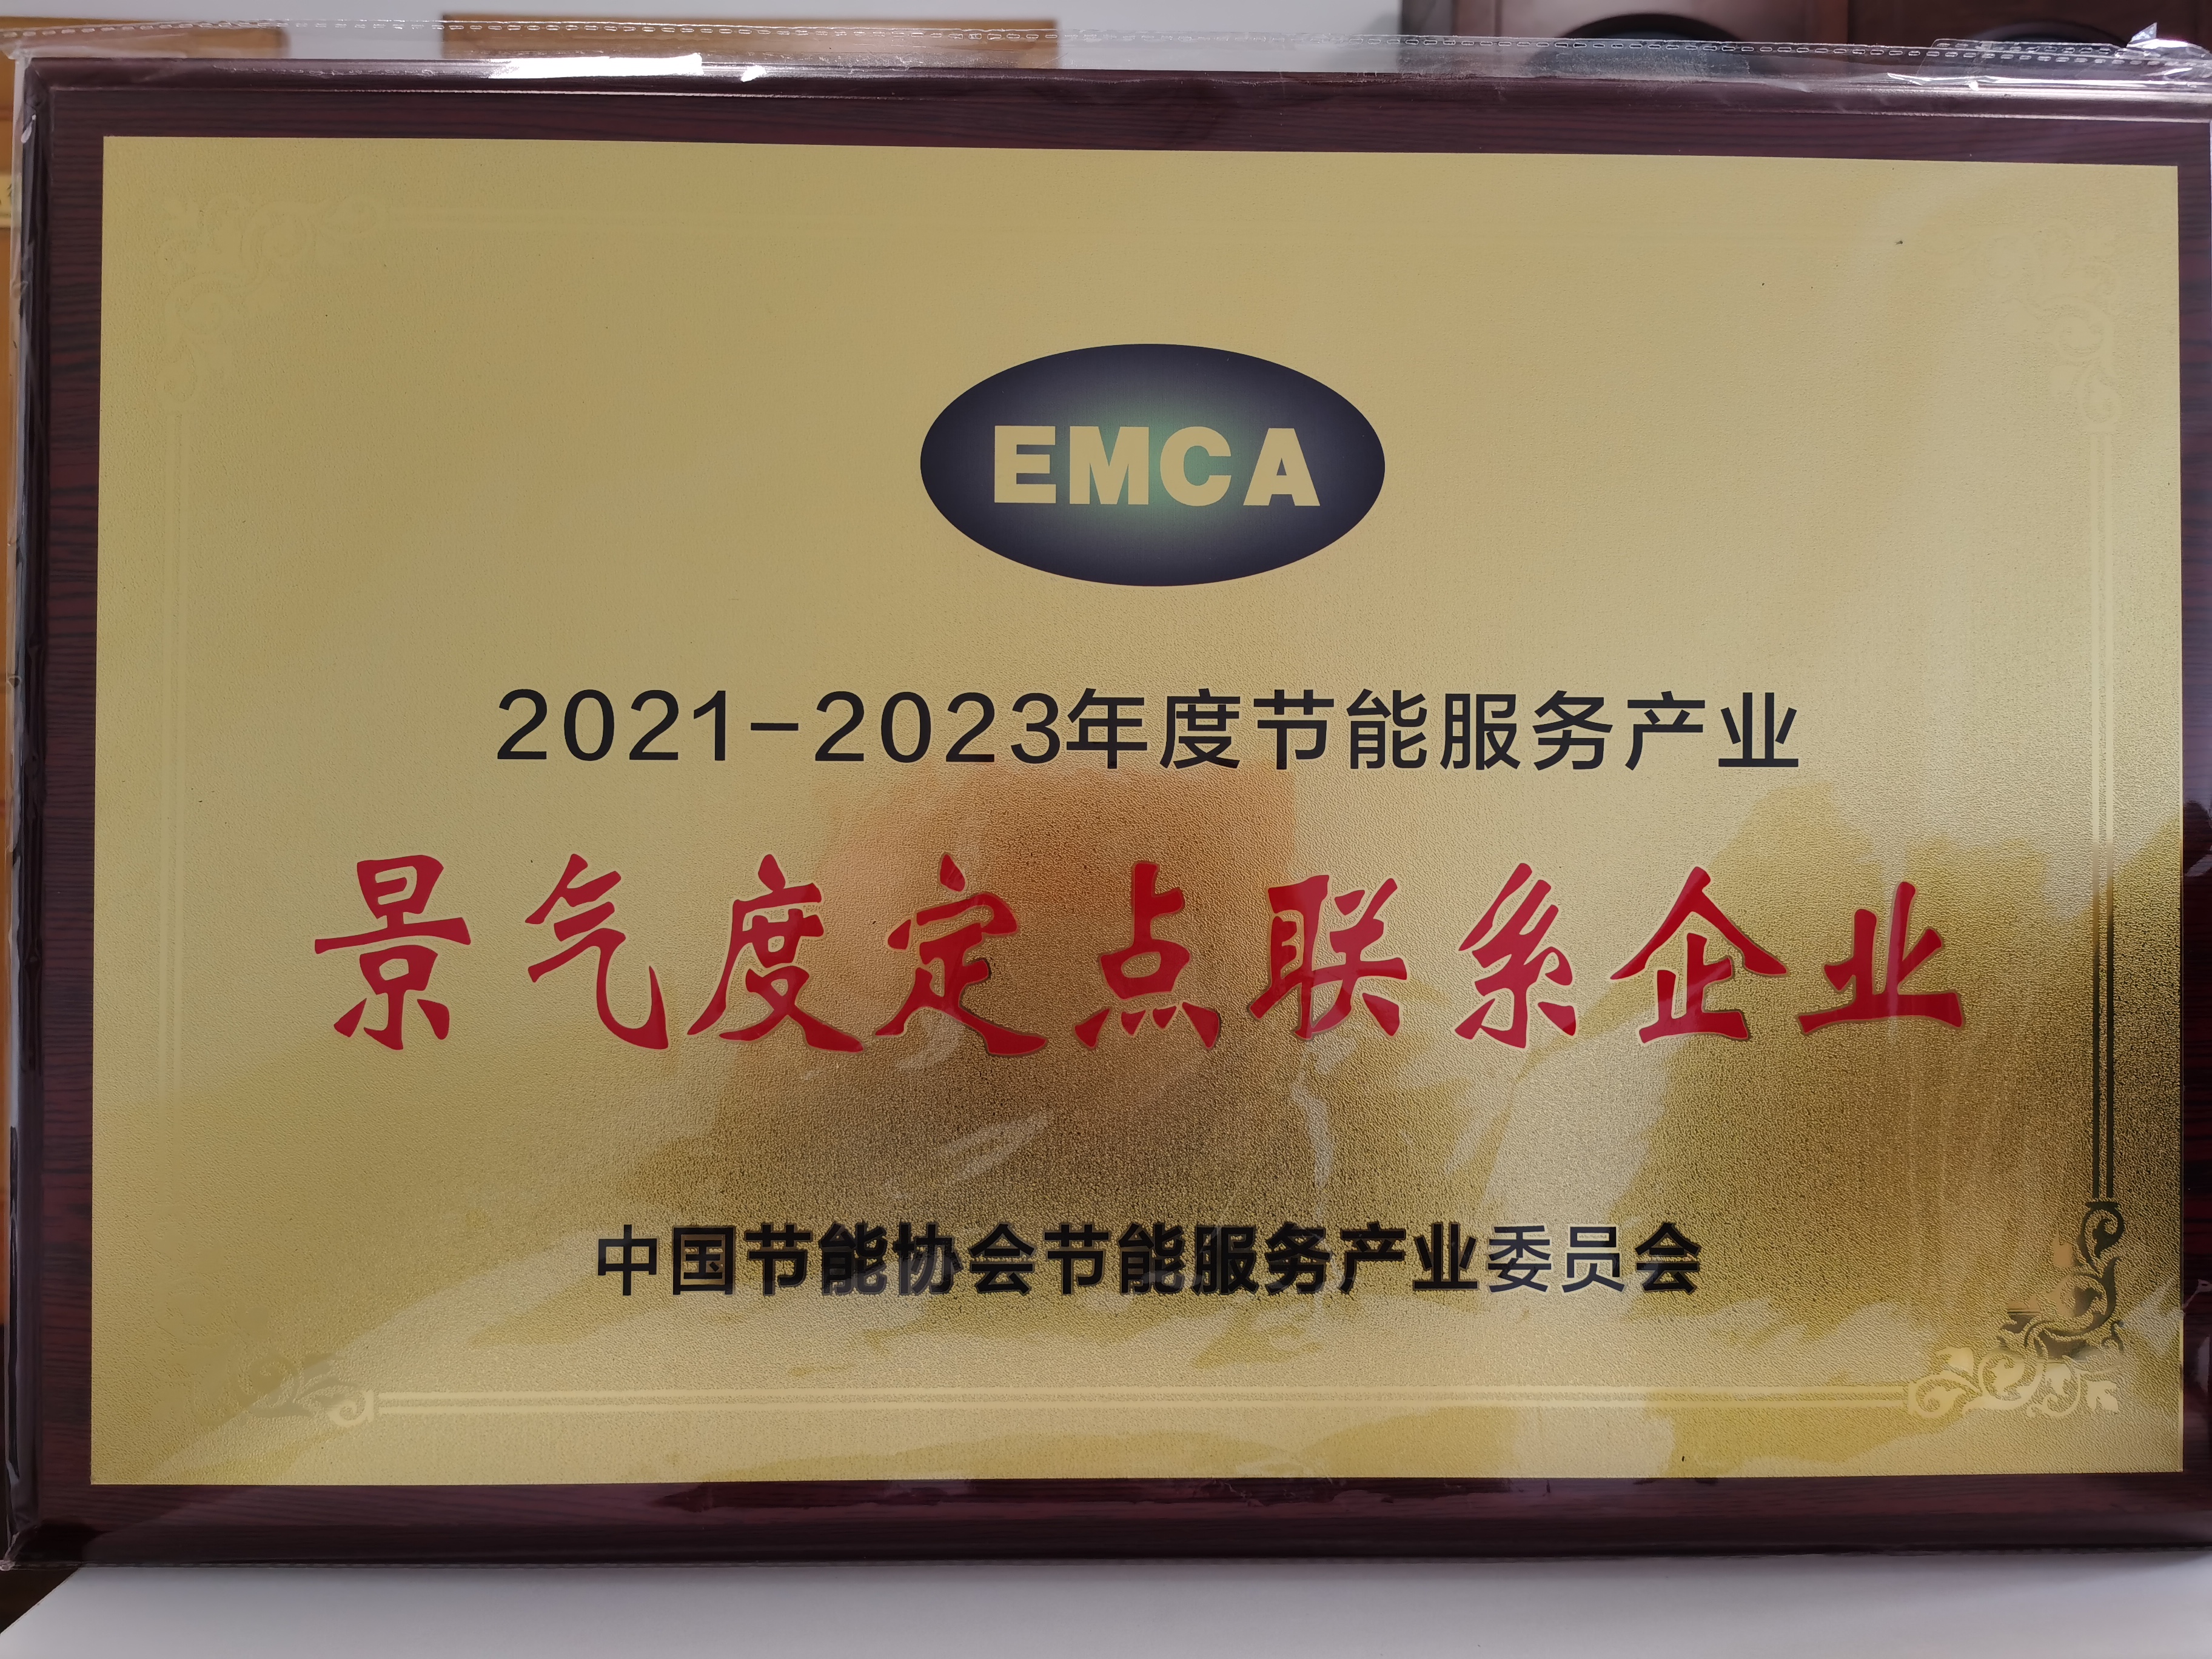 EMCA
2021-2023年度节能服务产业
景气度定点联系企业
中国节能协会节能服务产业委员会